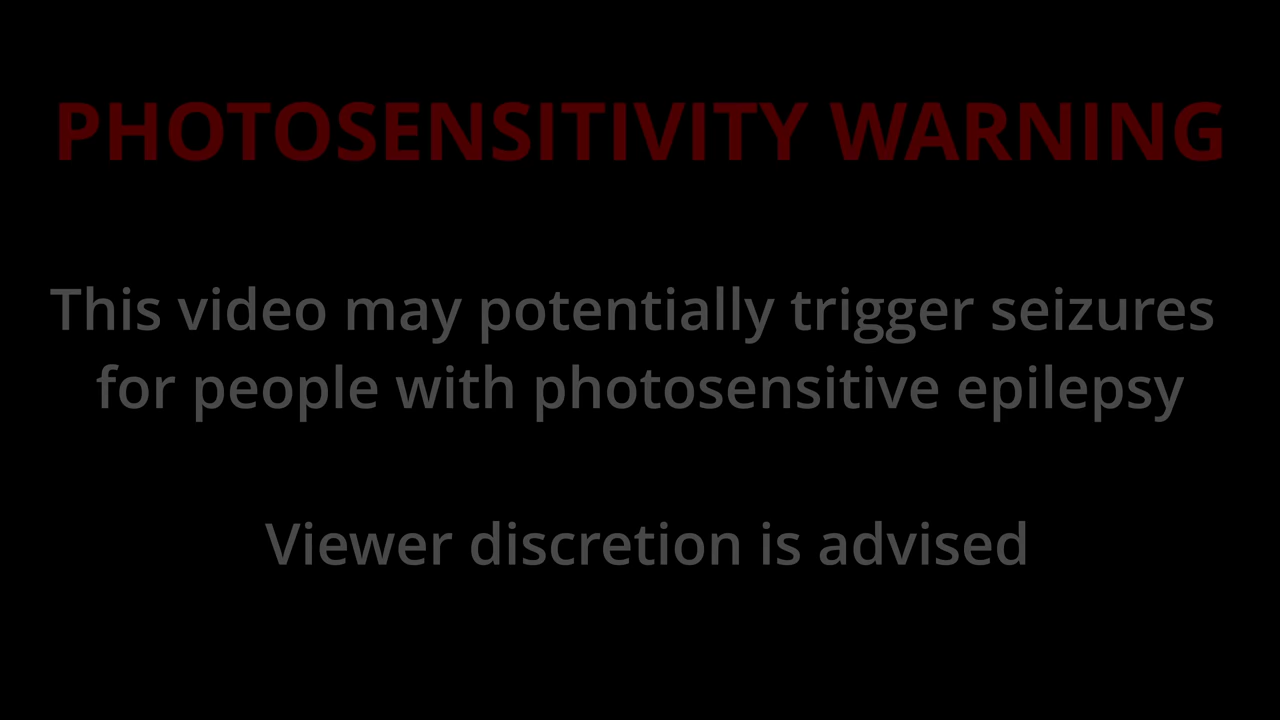 PHOTOSENSITIVITY WARNING
This video may potentially trigger seizures
for people with photosensitive epilepsy
Viewer discretion is advised